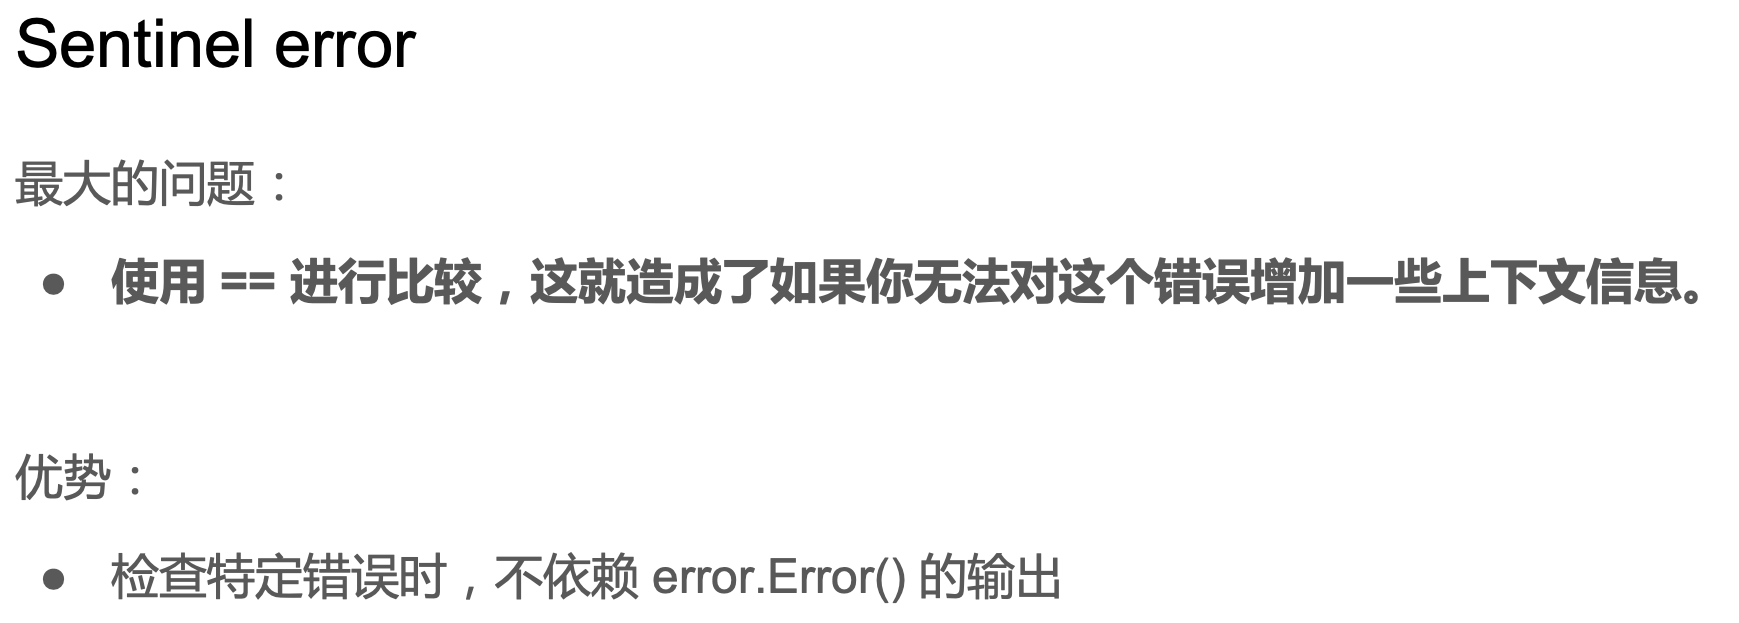 Sentinel error
最大的问题：
● 使用 == 进行比较，这就造成了如果你无法对这个错误增加一些上下文信息。
优势：
● 检查特定错误时，不依赖 error.Error() 的输出